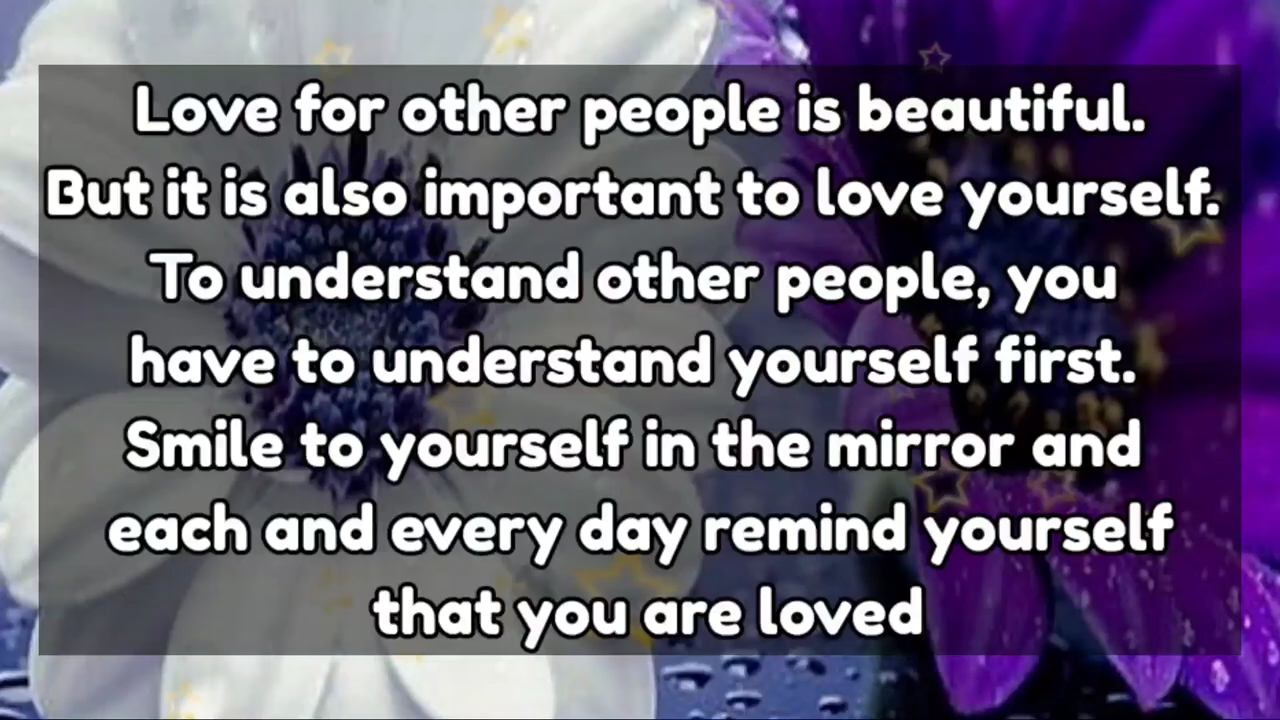 Love for other people is beautiful.
But it is also important to love yourself.
To understand other people, you
have to understand yourself first.
Smile to yourself in the mirror and
each and every day remind yourself
that you are loved